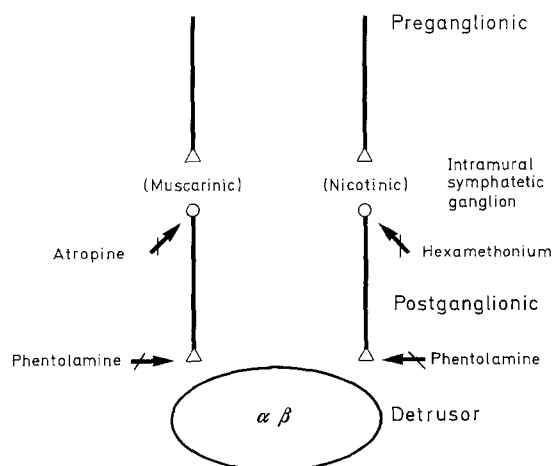 Preganglionic
(Muscarinic)
(Nicotinic)
Intramural
symphatetic
ganglion
Atropine
Hexamethonium
Postganglionic
Phentolamine
Phentolamine
α β
Detrusor